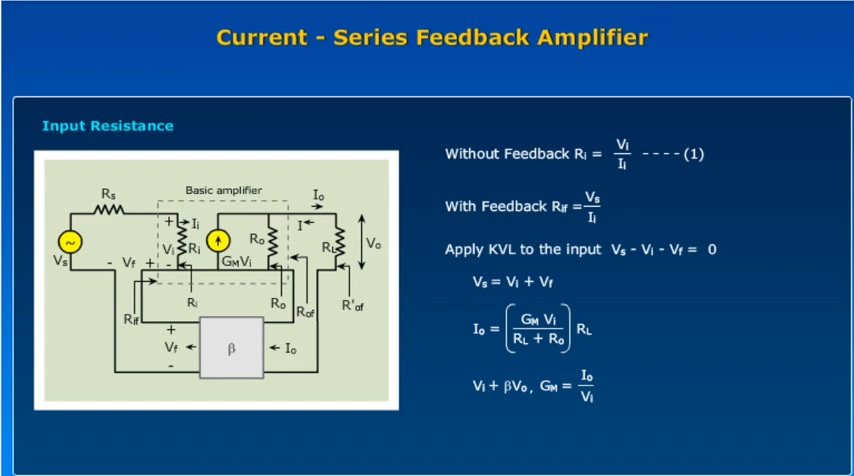 Current - Series Feedback Amplifier
Input Resistance
Basic amplifier
Rs
Io
+ Ii
I
Vi Ri
Ro
RL
Vo
Vs
- Vf + -
GMVi
Ri
Ro
Rof
R'of
Rif
+
Vf β Io
-
Without Feedback Ri = Vi / Ii ---- (1)
With Feedback Rif = Vs / Ii
Apply KVL to the input Vs - Vi - Vf = 0
Vs = Vi + Vf
Io = (GM Vi / RL + Ro) RL
Vi + βVo , GM = Io / Vi